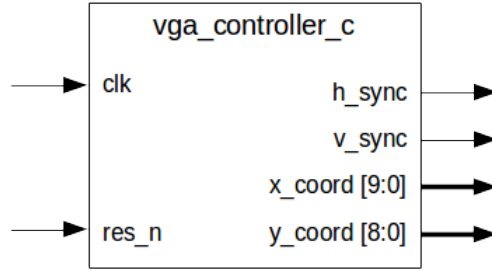 vga_controller_c
clk
h_sync
v_sync
x_coord [9:0]
res_n
y_coord [8:0]